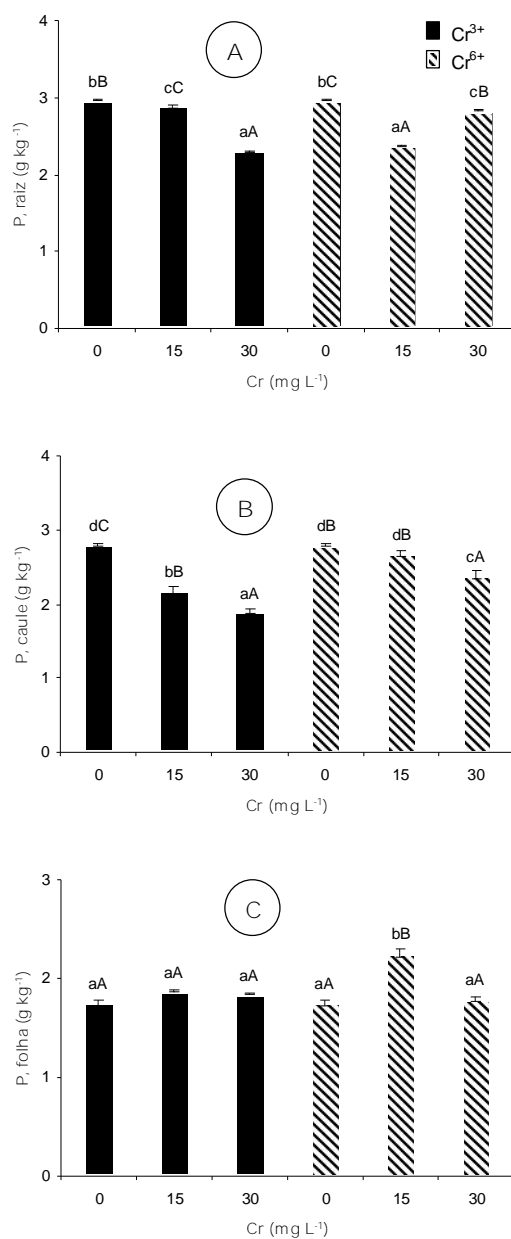 4
3
2
1
0
P, raiz (g kg⁻¹)
A
Cr³⁺
Cr⁶⁺
bB
cC
aA
bC
aA
cB
0 15 30 0 15 30
Cr (mg L⁻¹)
4
3
2
1
0
P, caule (g kg⁻¹)
B
dC
bB
aA
dB
dB
cA
0 15 30 0 15 30
Cr (mg L⁻¹)
3
2
1
0
P, folha (g kg⁻¹)
C
aA
aA
aA
aA
bB
aA
0 15 30 0 15 30
Cr (mg L⁻¹)